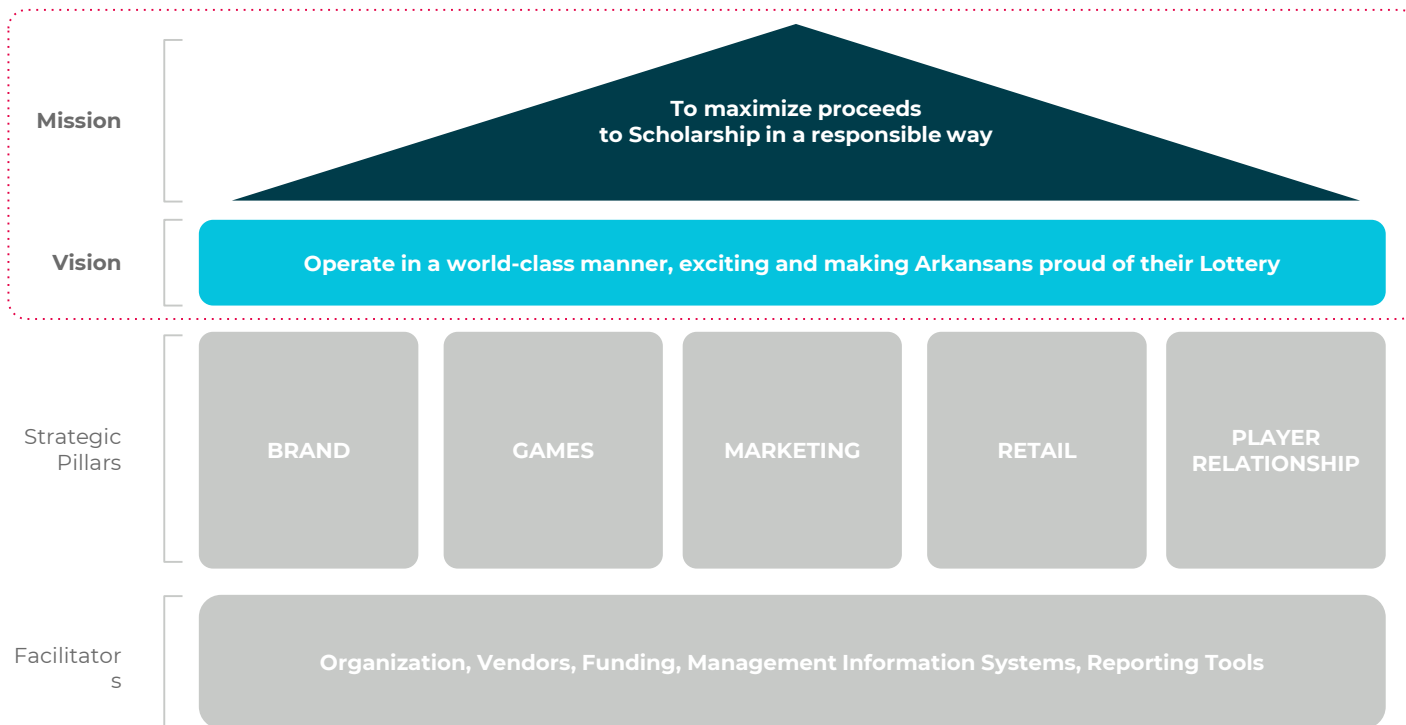 Mission
To maximize proceeds
to Scholarship in a responsible way
Vision
Operate in a world-class manner, exciting and making Arkansans proud of their Lottery
Strategic
Pillars
BRAND
GAMES
MARKETING
RETAIL
PLAYER
RELATIONSHIP
Facilitator
s
Organization, Vendors, Funding, Management Information Systems, Reporting Tools